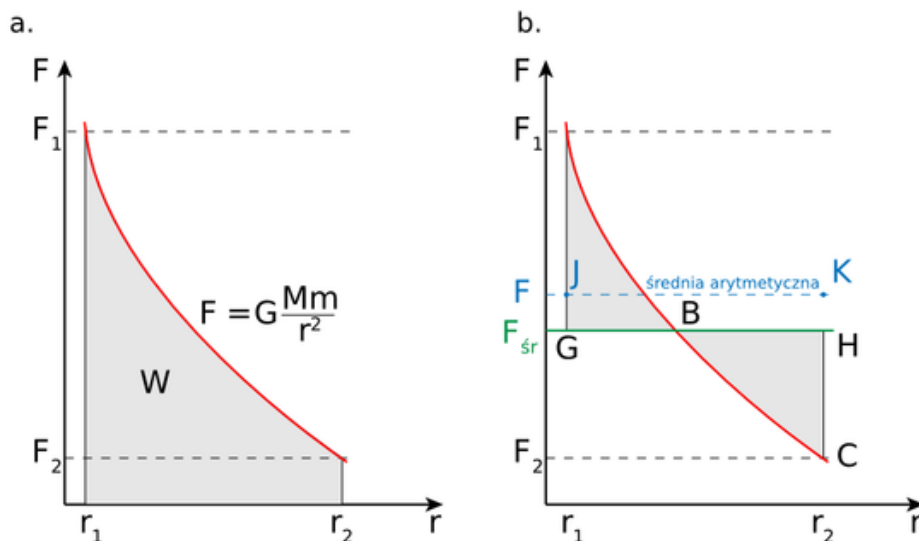 a.
F
F₁
F = G Mm/r²
W
F₂
r₁
r₂
r
b.
F
F₁
J
średnia arytmetyczna
K
F
B
Fśr
G
H
F₂
C
r₁
r₂
r